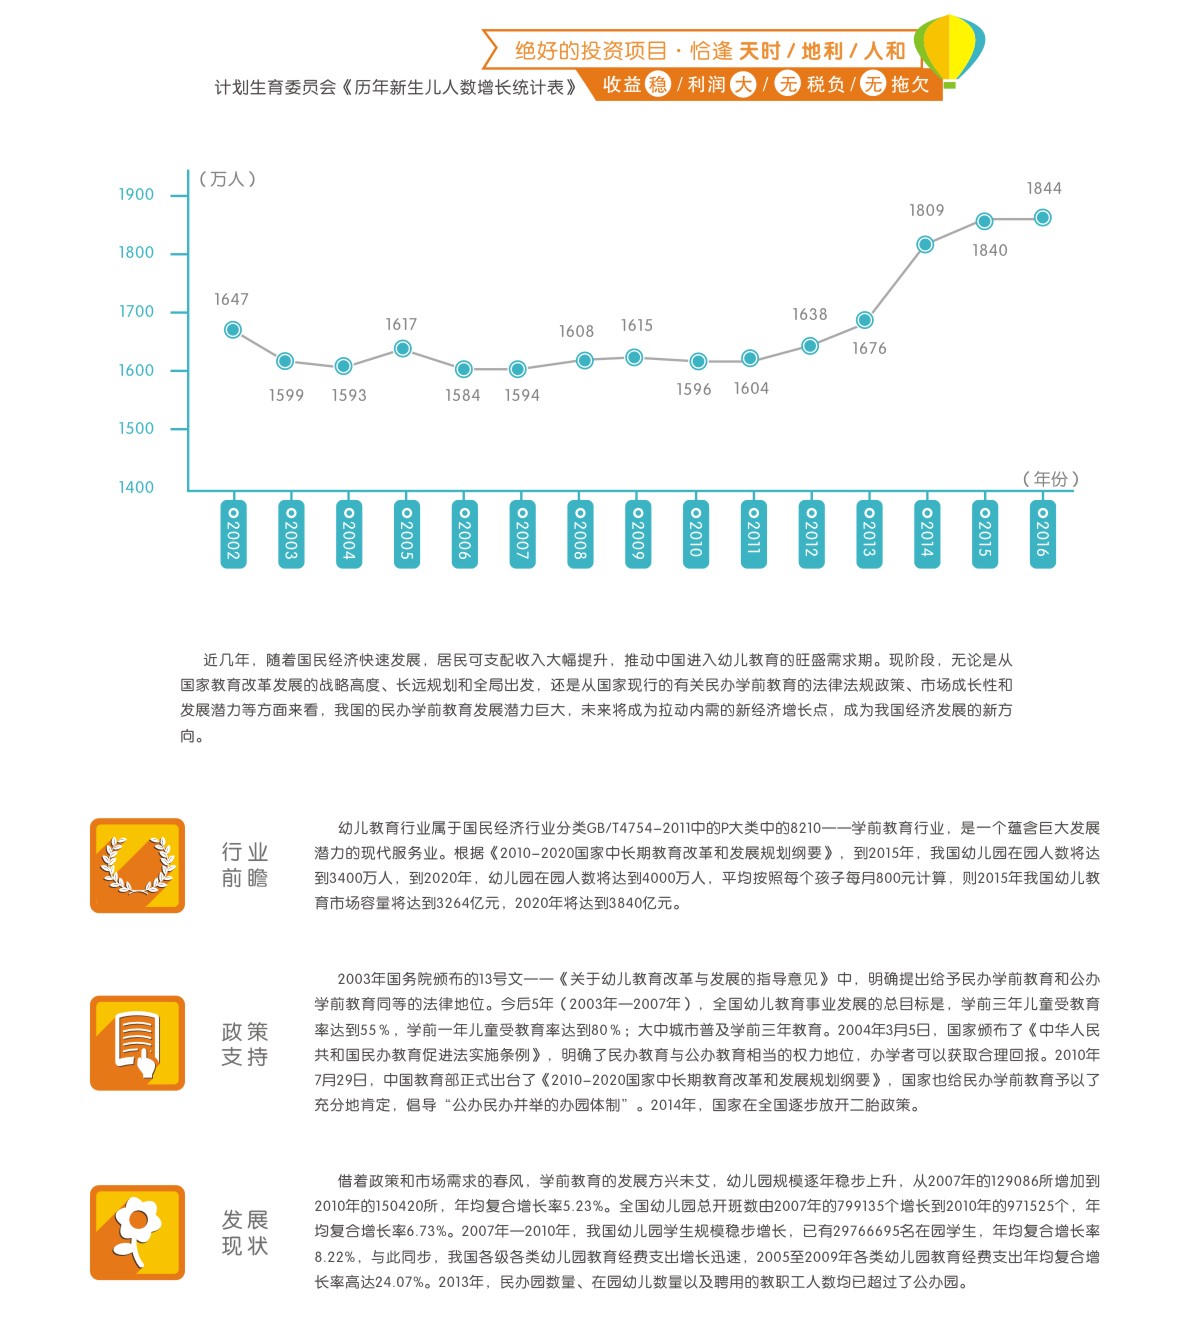 绝好的投资项目·恰逢 天时/地利/人和
计划生育委员会《历年新生儿人数增长统计表》
收益稳/利润大/无税负/无拖欠
(万人)
1900
1800
1700
1600
1500
1400
1647
1599
1593
1617
1584
1594
1608
1615
1596
1604
1638
1676
1809
1840
1844
(年份)
2002
2003
2004
2005
2006
2007
2008
2009
2010
2011
2012
2013
2014
2015
2016
近几年，随着国民经济快速发展，居民可支配收入大幅提升，推动中国进入幼儿教育的旺盛需求期。现阶段，无论是从
国家教育改革发展的战略高度、长远规划和全局出发，还是从国家现行的有关民办学前教育的法律法规政策、市场成长性和
发展潜力等方面来看，我国的民办学前教育发展潜力巨大，未来将成为拉动内需的新经济增长点，成为我国经济发展的新方
向。
行业
前瞻
幼儿教育行业属于国民经济行业分类GB/T4754-2011中的P大类中的8210——学前教育行业，是一个蕴含巨大发展
潜力的现代服务业。根据《2010-2020国家中长期教育改革和发展规划纲要》，到2015年，我国幼儿园在园人数将达
到3400万人，到2020年，幼儿园在园人数将达到4000万人，平均按照每个孩子每月800元计算，则2015年我国幼儿教
育市场容量将达到3264亿元，2020年将达到3840亿元。
政策
支持
2003年国务院颁布的13号文——《关于幼儿教育改革与发展的指导意见》中，明确提出给予民办学前教育和公办
学前教育同等的法律地位。今后5年（2003年—2007年），全国幼儿教育事业发展的总目标是，学前三年儿童受教育
率达到55%，学前一年儿童受教育率达到80%；大中城市普及学前三年教育。2004年3月5日，国家颁布了《中华人民
共和国民办教育促进法实施条例》，明确了民办教育与公办教育相当的权力地位，办学者可以获取合理回报。2010年
7月29日，中国教育部正式出台了《2010-2020国家中长期教育改革和发展规划纲要》，国家也给民办学前教育予以了
充分地肯定，倡导“公办民办并举的办园体制”。2014年，国家在全国逐步放开二胎政策。
发展
现状
借着政策和市场需求的春风，学前教育的发展方兴未艾，幼儿园规模逐年稳步上升，从2007年的129086所增加到
2010年的150420所，年均复合增长率5.23%。全国幼儿园总开班数由2007年的799135个增长到2010年的971525个，年
均复合增长率6.73%。2007年—2010年，我国幼儿园学生规模稳步增长，已有29766695名在园学生，年均复合增长率
8.22%，与此同步，我国各级各类幼儿园教育经费支出增长迅速，2005至2009年各类幼儿园教育经费支出年均复合增
长率高达24.07%。2013年，民办园数量、在园幼儿数量以及聘用的教职工人数均已超过了公办园。